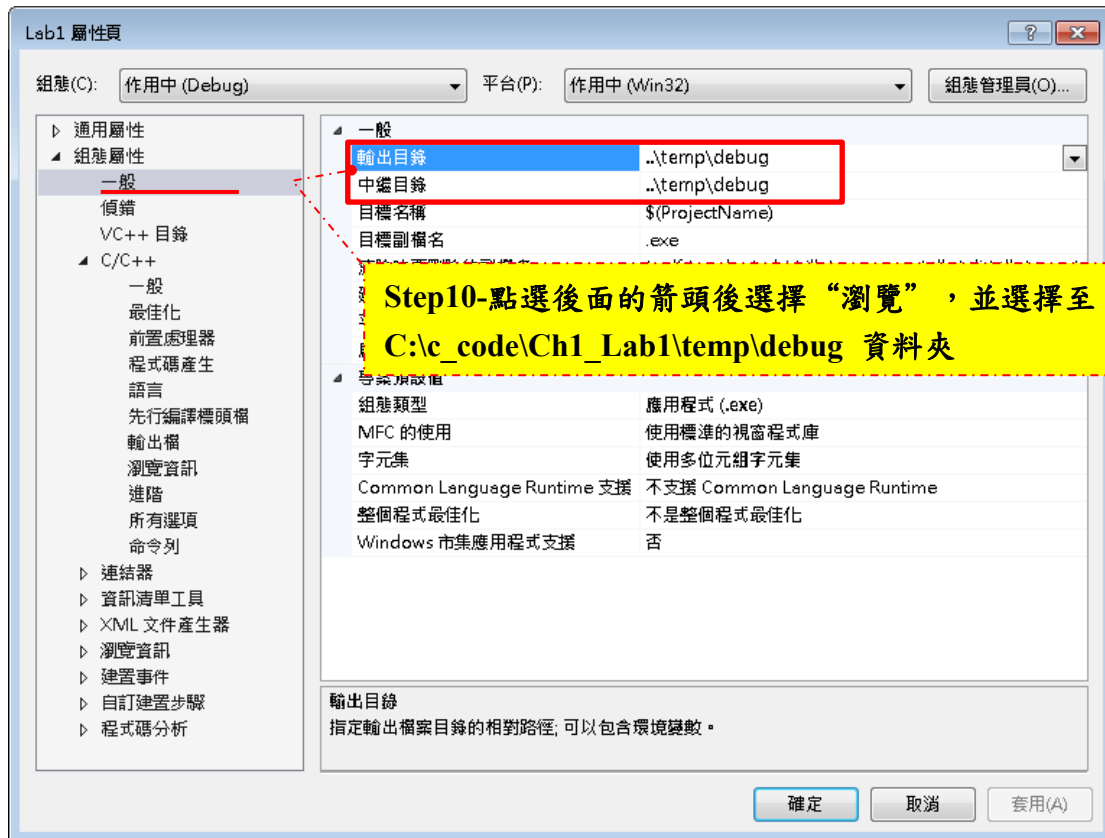 Lab1 屬性頁
組態(C): 作用中 (Debug) 平台(P): 作用中 (Win32) 組態管理員(O)...
通用屬性
組態屬性
一般
偵錯
VC++ 目錄
C/C++
一般
最佳化
前置處理器
程式碼產生
語言
先行編譯標頭檔
輸出檔
瀏覽資訊
進階
所有選項
命令列
連結器
資訊清單工具
XML 文件產生器
瀏覽資訊
建置事件
自訂建置步驟
程式碼分析
一般
輸出目錄 ..\temp\debug
中繼目錄 ..\temp\debug
目標名稱 $(ProjectName)
目標副檔名 .exe
Step10-點選後面的箭頭後選擇“瀏覽”，並選擇至
C:\c_code\Ch1_Lab1\temp\debug 資料夾
專案預設值
組態類型 應用程式 (.exe)
MFC 的使用 使用標準的視窗程式庫
字元集 使用多位元組字元集
Common Language Runtime 支援 不支援 Common Language Runtime
整個程式最佳化 不是整個程式最佳化
Windows 市集應用程式支援 否
輸出目錄
指定輸出檔案目錄的相對路徑; 可以包含環境變數。
確定 取消 套用(A)